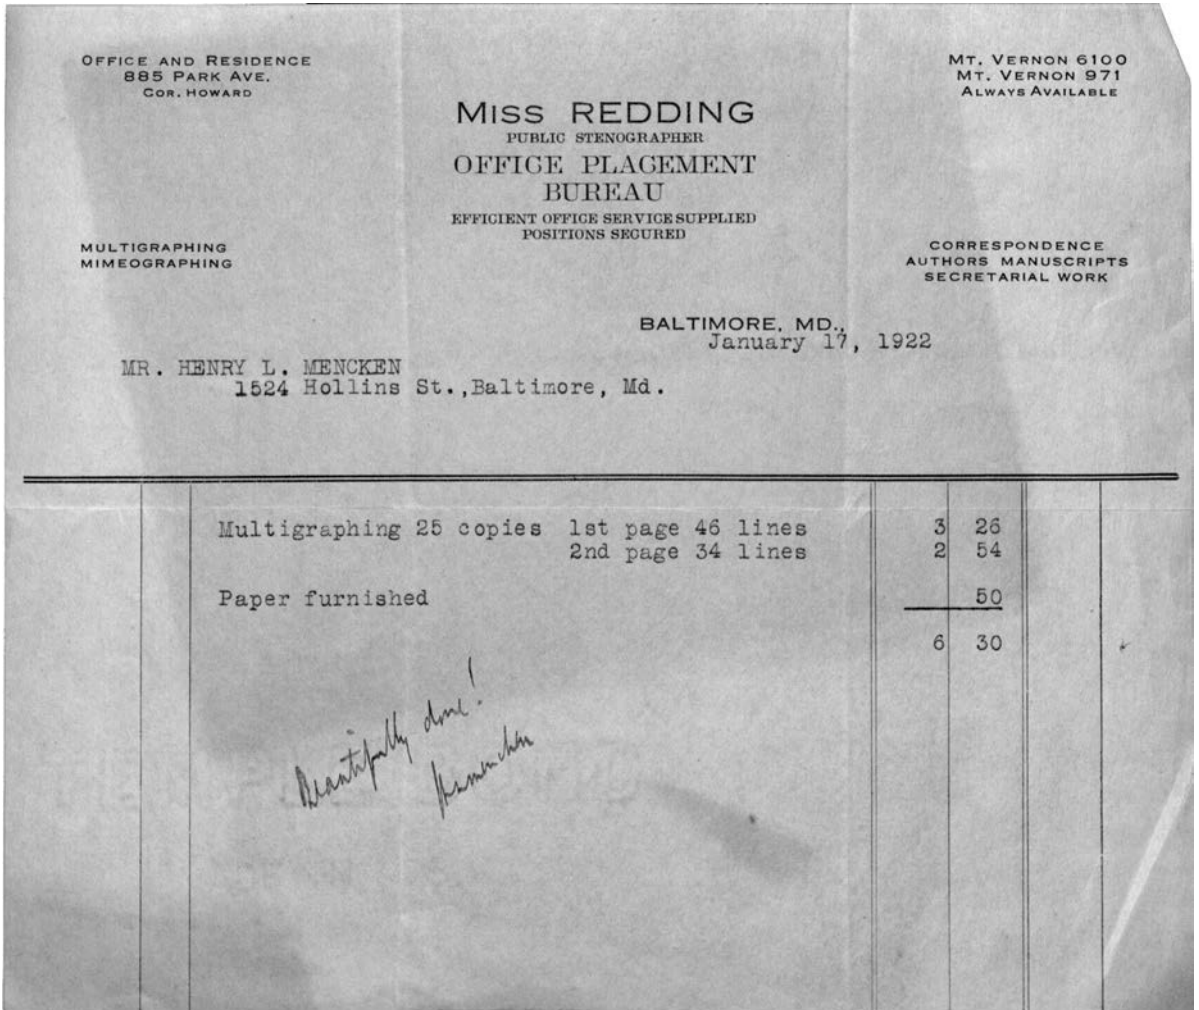 OFFICE AND RESIDENCE
885 PARK AVE.
COR. HOWARD
MT. VERNON 6100
MT. VERNON 971
ALWAYS AVAILABLE
MISS REDDING
PUBLIC STENOGRAPHER
OFFICE PLACEMENT
BUREAU
EFFICIENT OFFICE SERVICE SUPPLIED
POSITIONS SECURED
MULTIGRAPHING
MIMEOGRAPHING
CORRESPONDENCE
AUTHORS MANUSCRIPTS
SECRETARIAL WORK
BALTIMORE, MD.,
January 17, 1922
MR. HENRY L. MENCKEN
1524 Hollins St.,Baltimore, Md.
Multigraphing 25 copies 1st page 46 lines 3 26
2nd page 34 lines 2 54
Paper furnished 50
6 30
Beautifully done!
HLMencken